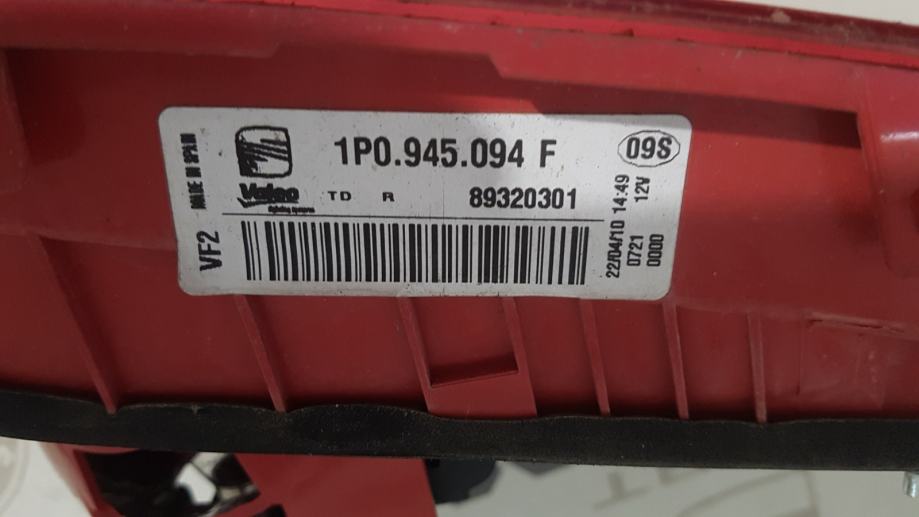 MADE IN SPAIN
1P0.945.094 F
09S
Valeo
TD R 89320301
VF2
22/04/10 14:49
0721 12V
0000